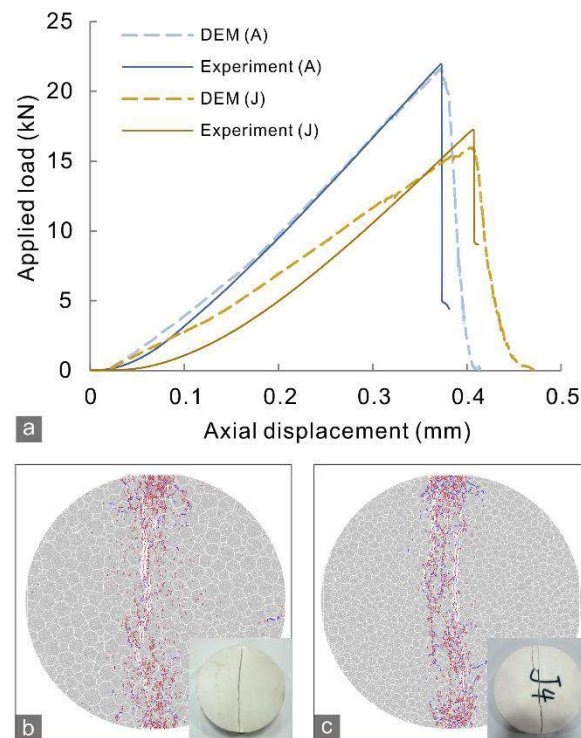 25
DEM (A)
Experiment (A)
20
DEM (J)
Experiment (J)
15
10
5
0
Applied load (kN)
0 0.1 0.2 0.3 0.4 0.5
a
Axial displacement (mm)
J4
b
c